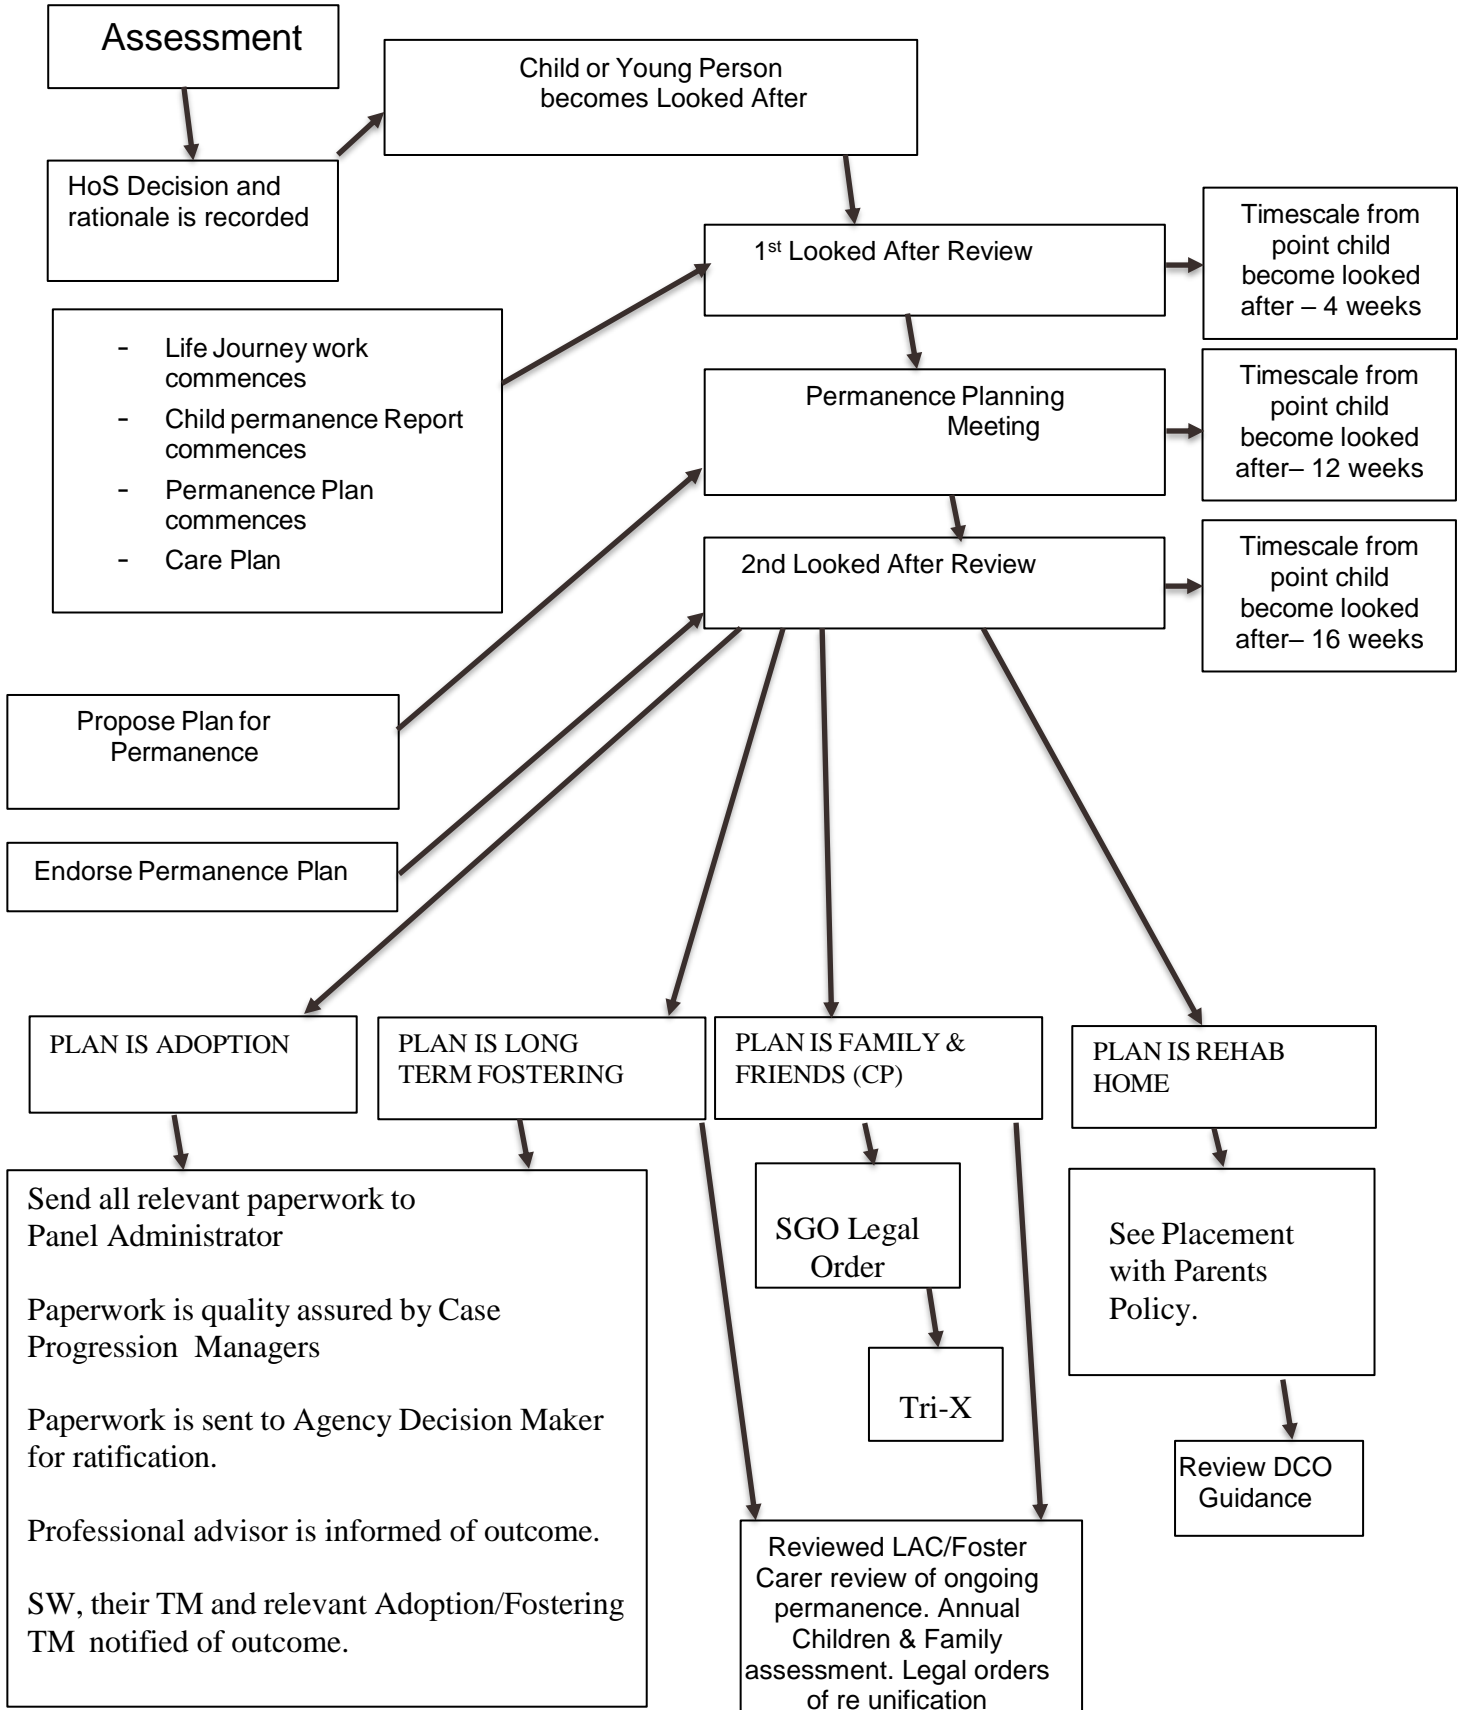 Assessment
Child or Young Person
becomes Looked After
HoS Decision and
rationale is recorded
1st Looked After Review
Timescale from
point child
become looked
after – 4 weeks
- Life Journey work
commences
- Child permanence Report
commences
- Permanence Plan
commences
- Care Plan
Permanence Planning
Meeting
Timescale from
point child
become looked
after– 12 weeks
2nd Looked After Review
Timescale from
point child
become looked
after– 16 weeks
Propose Plan for
Permanence
Endorse Permanence Plan
PLAN IS ADOPTION
PLAN IS LONG
TERM FOSTERING
PLAN IS FAMILY &
FRIENDS (CP)
PLAN IS REHAB
HOME
Send all relevant paperwork to
Panel Administrator
Paperwork is quality assured by Case
Progression Managers
Paperwork is sent to Agency Decision Maker
for ratification.
Professional advisor is informed of outcome.
SW, their TM and relevant Adoption/Fostering
TM notified of outcome.
SGO Legal
Order
Tri-X
See Placement
with Parents
Policy.
Review DCO
Guidance
Reviewed LAC/Foster
Carer review of ongoing
permanence. Annual
Children & Family
assessment. Legal orders
of re unification